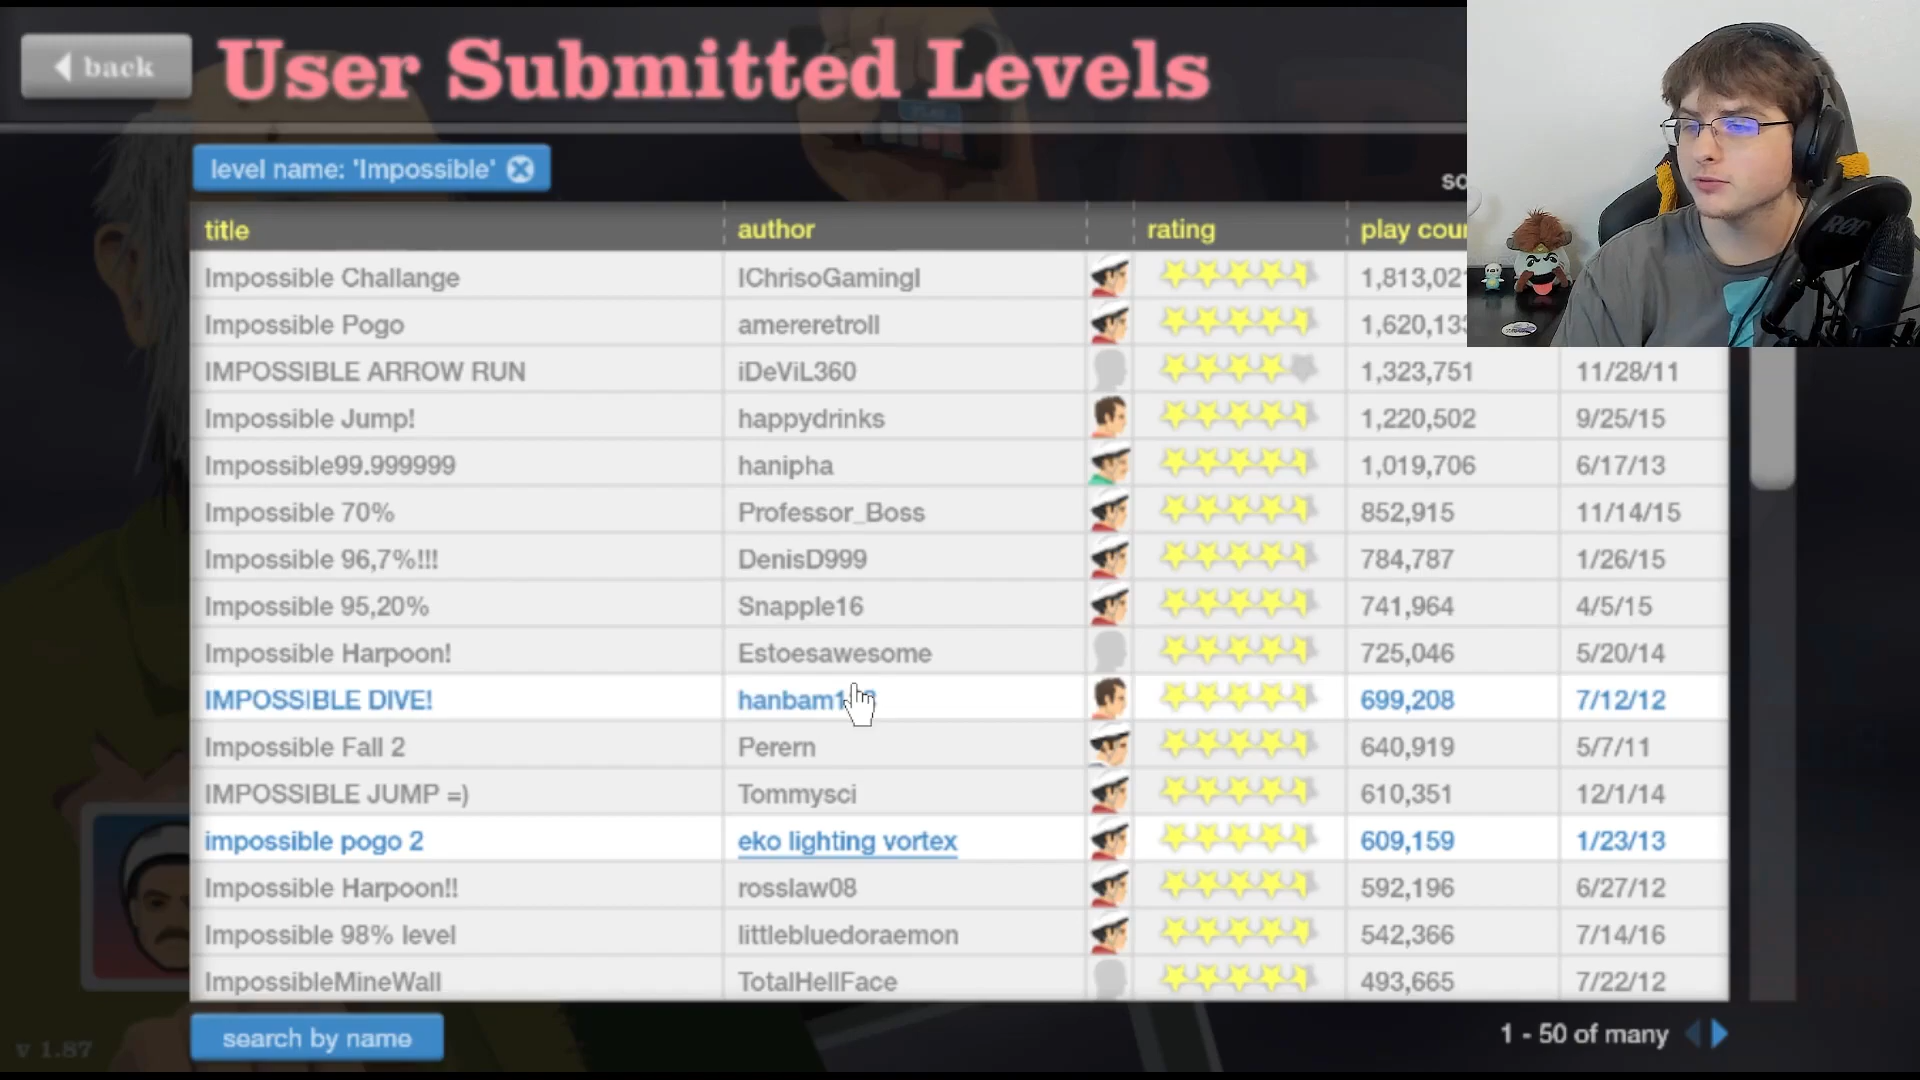 back
User Submitted Levels
level name: 'Impossible'
title author rating
Impossible Challange IChrisoGamingI
Impossible Pogo amereretroll
IMPOSSIBLE ARROW RUN iDeViL360 1,323,751 11/28/11
Impossible Jump! happydrinks 1,220,502 9/25/15
Impossible99.999999 hanipha 1,019,706 6/17/13
Impossible 70% Professor_Boss 852,915 11/14/15
Impossible 96,7%!!! DenisD999 784,787 1/26/15
Impossible 95,20% Snapple16 741,964 4/5/15
Impossible Harpoon! Estoesawesome 725,046 5/20/14
IMPOSSIBLE DIVE! 699,208 7/12/12
Impossible Fall 2 Perern 640,919 5/7/11
IMPOSSIBLE JUMP =) Tommysci 610,351 12/1/14
impossible pogo 2 eko lighting vortex 609,159 1/23/13
Impossible Harpoon!! rosslaw08 592,196 6/27/12
Impossible 98% level littlebluedoraemon 542,366 7/14/16
ImpossibleMineWall TotalHellFace 493,665 7/22/12
search by name
1 - 50 of many
v 1.87
RØDE